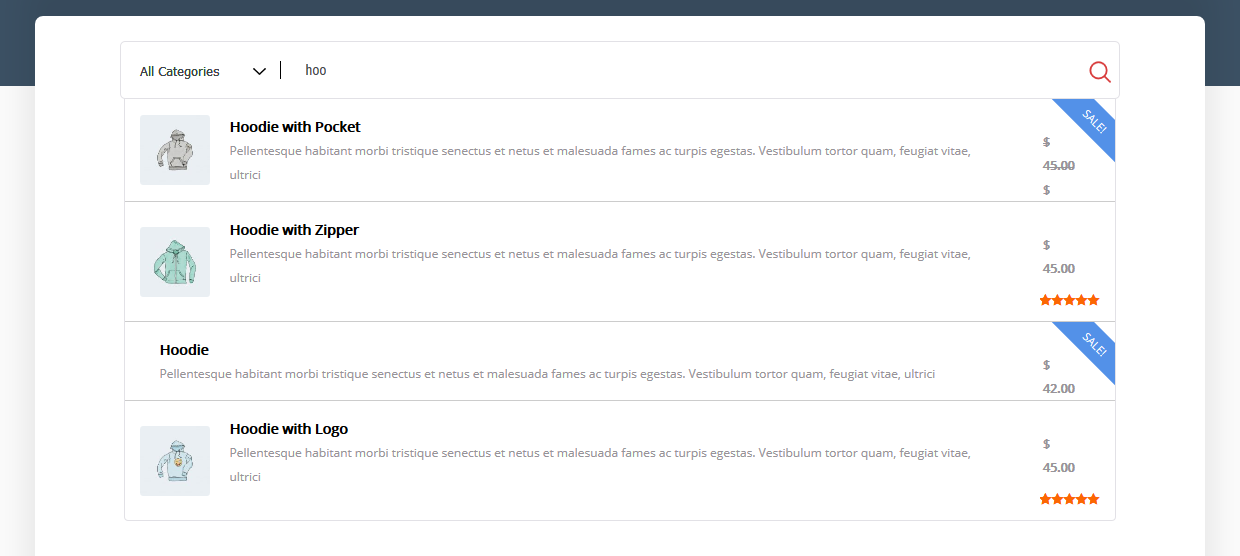 All Categories
hoo
Hoodie with Pocket
Pellentesque habitant morbi tristique senectus et netus et malesuada fames ac turpis egestas. Vestibulum tortor quam, feugiat vitae,
ultrici
SALE!
$
45.00
$
Hoodie with Zipper
Pellentesque habitant morbi tristique senectus et netus et malesuada fames ac turpis egestas. Vestibulum tortor quam, feugiat vitae,
ultrici
$
45.00
Hoodie
Pellentesque habitant morbi tristique senectus et netus et malesuada fames ac turpis egestas. Vestibulum tortor quam, feugiat vitae, ultrici
SALE!
$
42.00
Hoodie with Logo
Pellentesque habitant morbi tristique senectus et netus et malesuada fames ac turpis egestas. Vestibulum tortor quam, feugiat vitae,
ultrici
$
45.00